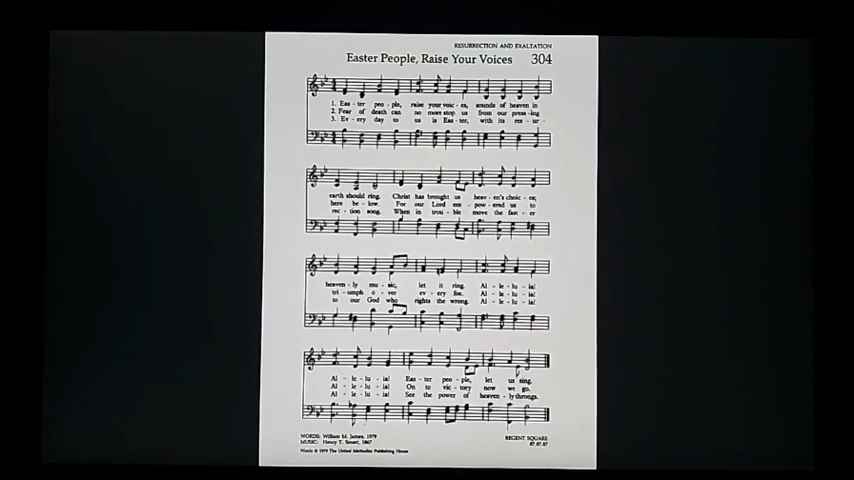 RESURRECTION AND EXALTATION
Easter People, Raise Your Voices 304
1. Eas - ter peo - ple, raise your voic - es, sounds of heaven in
2. Fear of death can no more stop us from our press - ing
3. Ev - ery day to us is Eas - ter, with its res - ur -
earth should ring. Christ has brought us heav - en's choic - es;
here be - low. For our Lord em - pow - ered us to
rec - tion song. When in trou - ble move the fast - er
heaven - ly mu - sic, let it ring. Al - le - lu - ia!
tri - umph o - ver ev - ery foe. Al - le - lu - ia!
to our God who rights the wrong. Al - le - lu - ia!
Al - le - lu - ia! Eas - ter peo - ple, let us sing.
Al - le - lu - ia! On to vic - tory now we go.
Al - le - lu - ia! See the power of heaven - ly throngs.
WORDS: William M. James, 1979 REGENT SQUARE
MUSIC: Henry T. Smart, 1867 87.87.87
Words © 1979 The United Methodist Publishing House